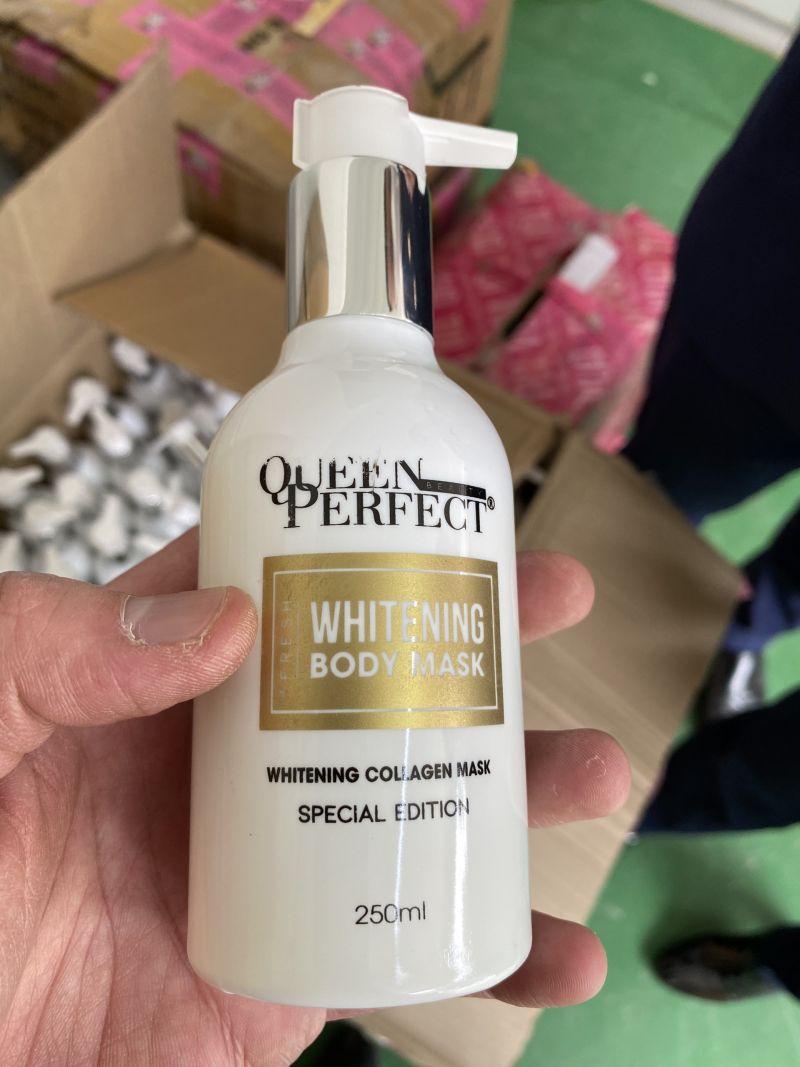 QUEEN
BEAUTY
PERFECT®
FRESH
WHITENING
BODY MASK
WHITENING COLLAGEN MASK
SPECIAL EDITION
250ml